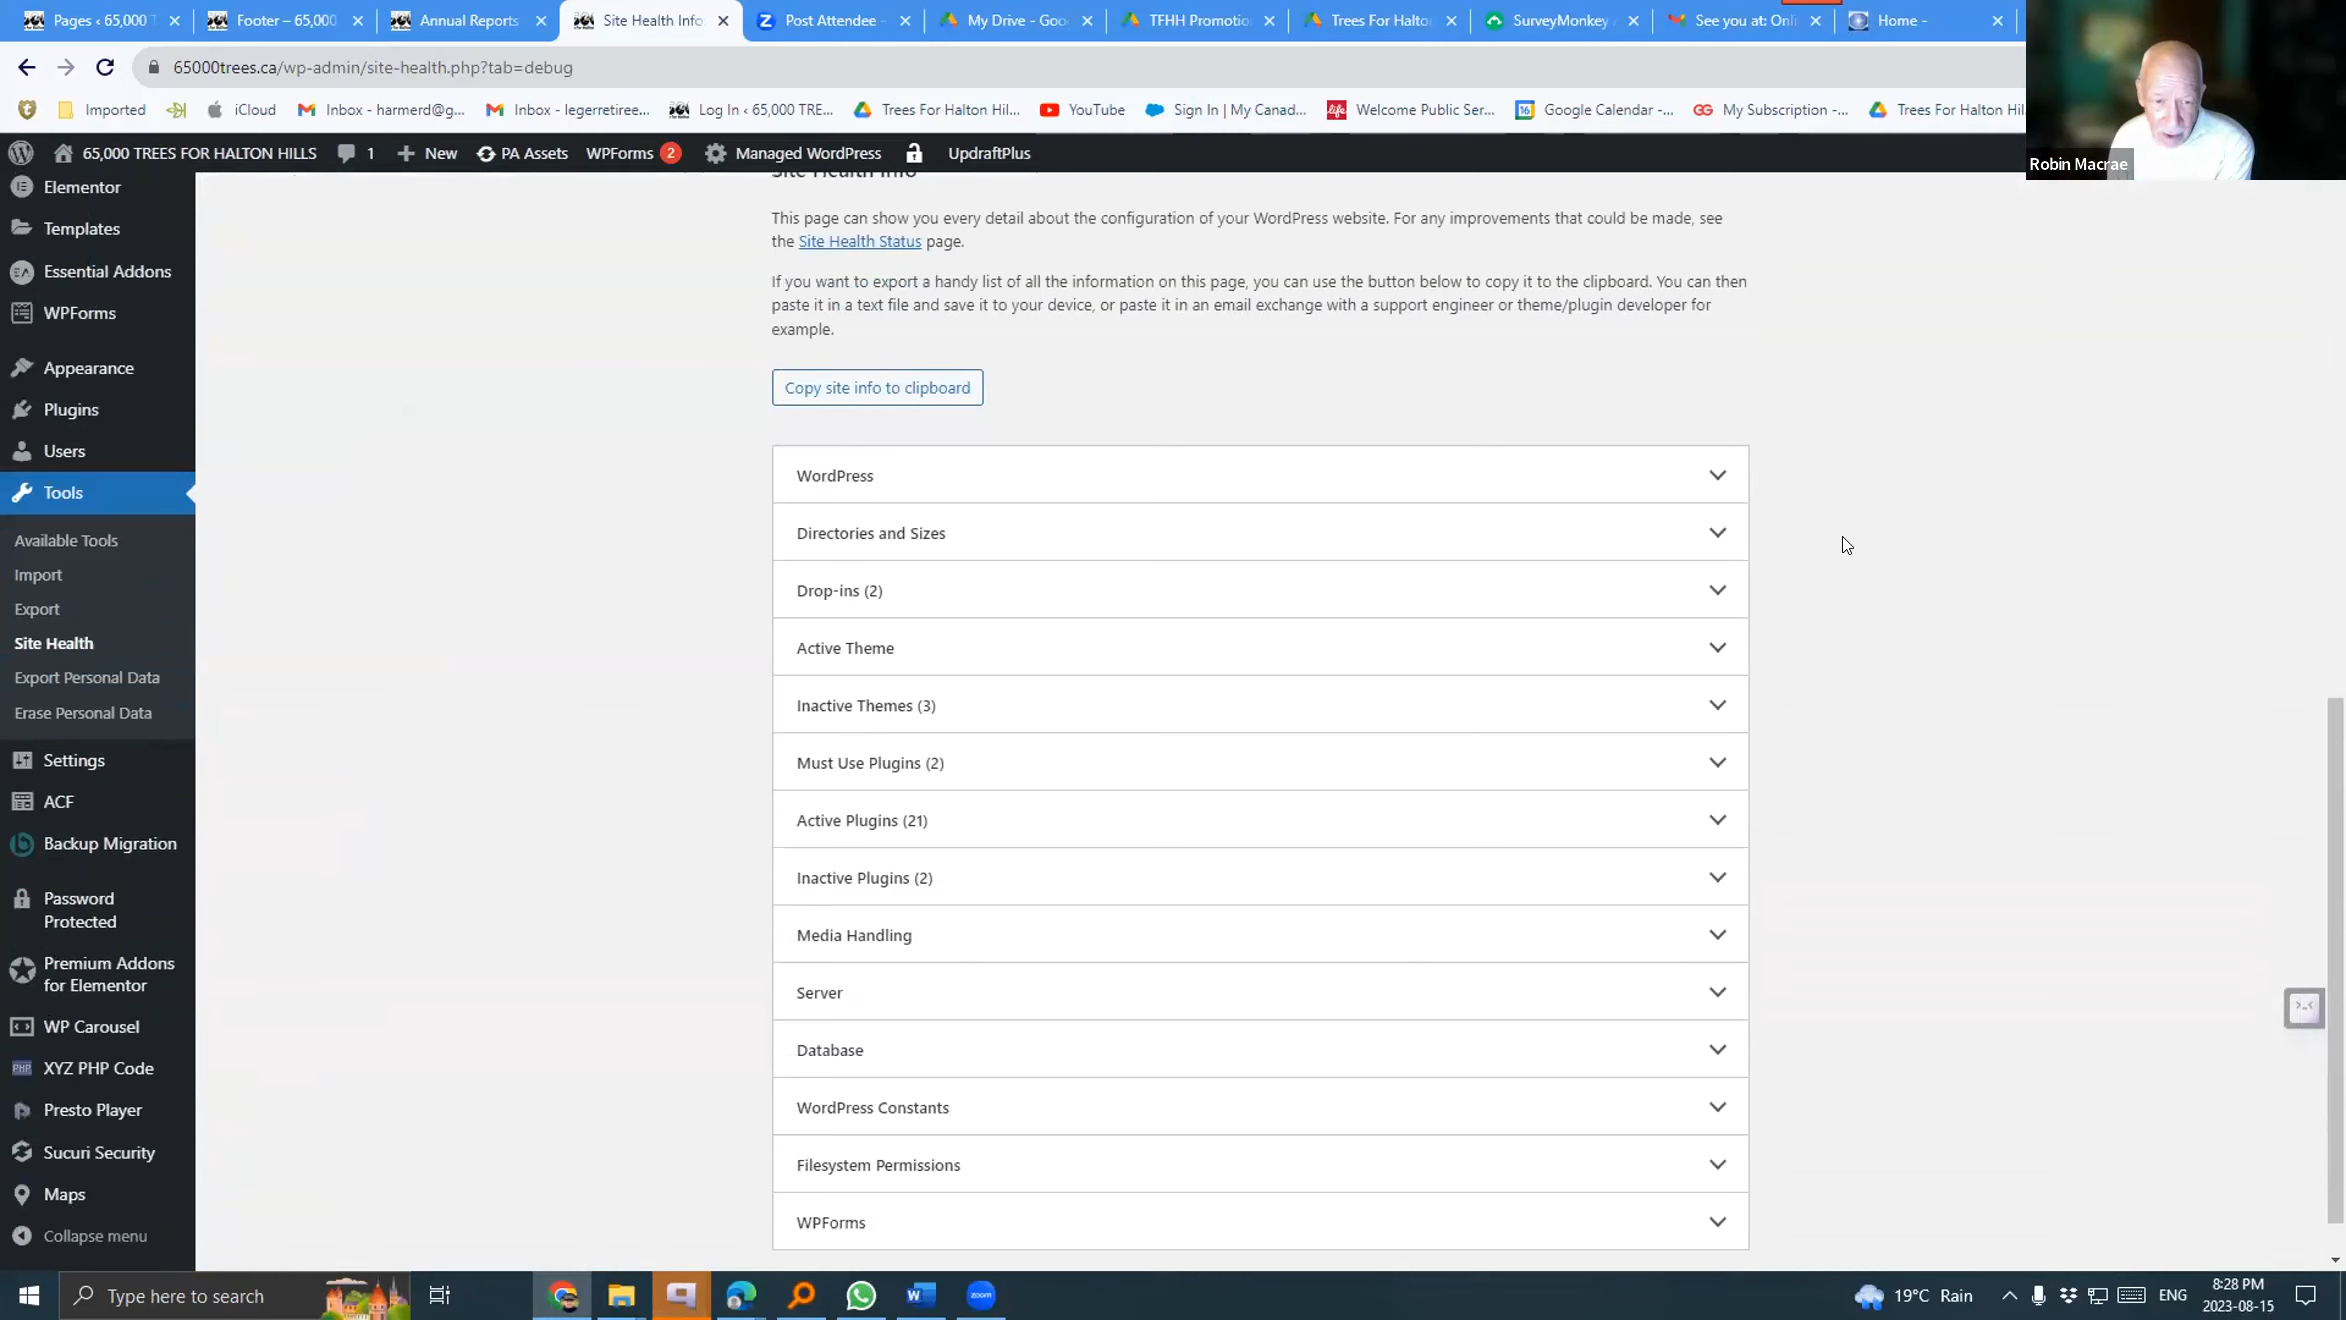 Pages ‹ 65,000 T
Footer – 65,000
Annual Reports
Site Health Info
Post Attendee -
My Drive - Goo
TFHH Promotio
Trees For Halto
SurveyMonkey
See you at: Onli
Home -
65000trees.ca/wp-admin/site-health.php?tab=debug
Imported
iCloud
Inbox - harmerd@g...
Inbox - legerretiree...
Log In ‹ 65,000 TRE...
Trees For Halton Hil...
YouTube
Sign In | My Canad...
Welcome Public Ser...
Google Calendar -...
My Subscription -...
Trees For Halton Hil
Robin Macrae
65,000 TREES FOR HALTON HILLS
1
New
PA Assets
WPForms 2
Managed WordPress
UpdraftPlus
Elementor
Templates
Essential Addons
WPForms
Appearance
Plugins
Users
Tools
Available Tools
Import
Export
Site Health
Export Personal Data
Erase Personal Data
Settings
ACF
Backup Migration
Password
Protected
Premium Addons
for Elementor
WP Carousel
XYZ PHP Code
Presto Player
Sucuri Security
Maps
Collapse menu
Site Health Info
This page can show you every detail about the configuration of your WordPress website. For any improvements that could be made, see
the Site Health Status page.
If you want to export a handy list of all the information on this page, you can use the button below to copy it to the clipboard. You can then
paste it in a text file and save it to your device, or paste it in an email exchange with a support engineer or theme/plugin developer for
example.
Copy site info to clipboard
WordPress
Directories and Sizes
Drop-ins (2)
Active Theme
Inactive Themes (3)
Must Use Plugins (2)
Active Plugins (21)
Inactive Plugins (2)
Media Handling
Server
Database
WordPress Constants
Filesystem Permissions
WPForms
Type here to search
zoom
19°C Rain
ENG
8:28 PM
2023-08-15